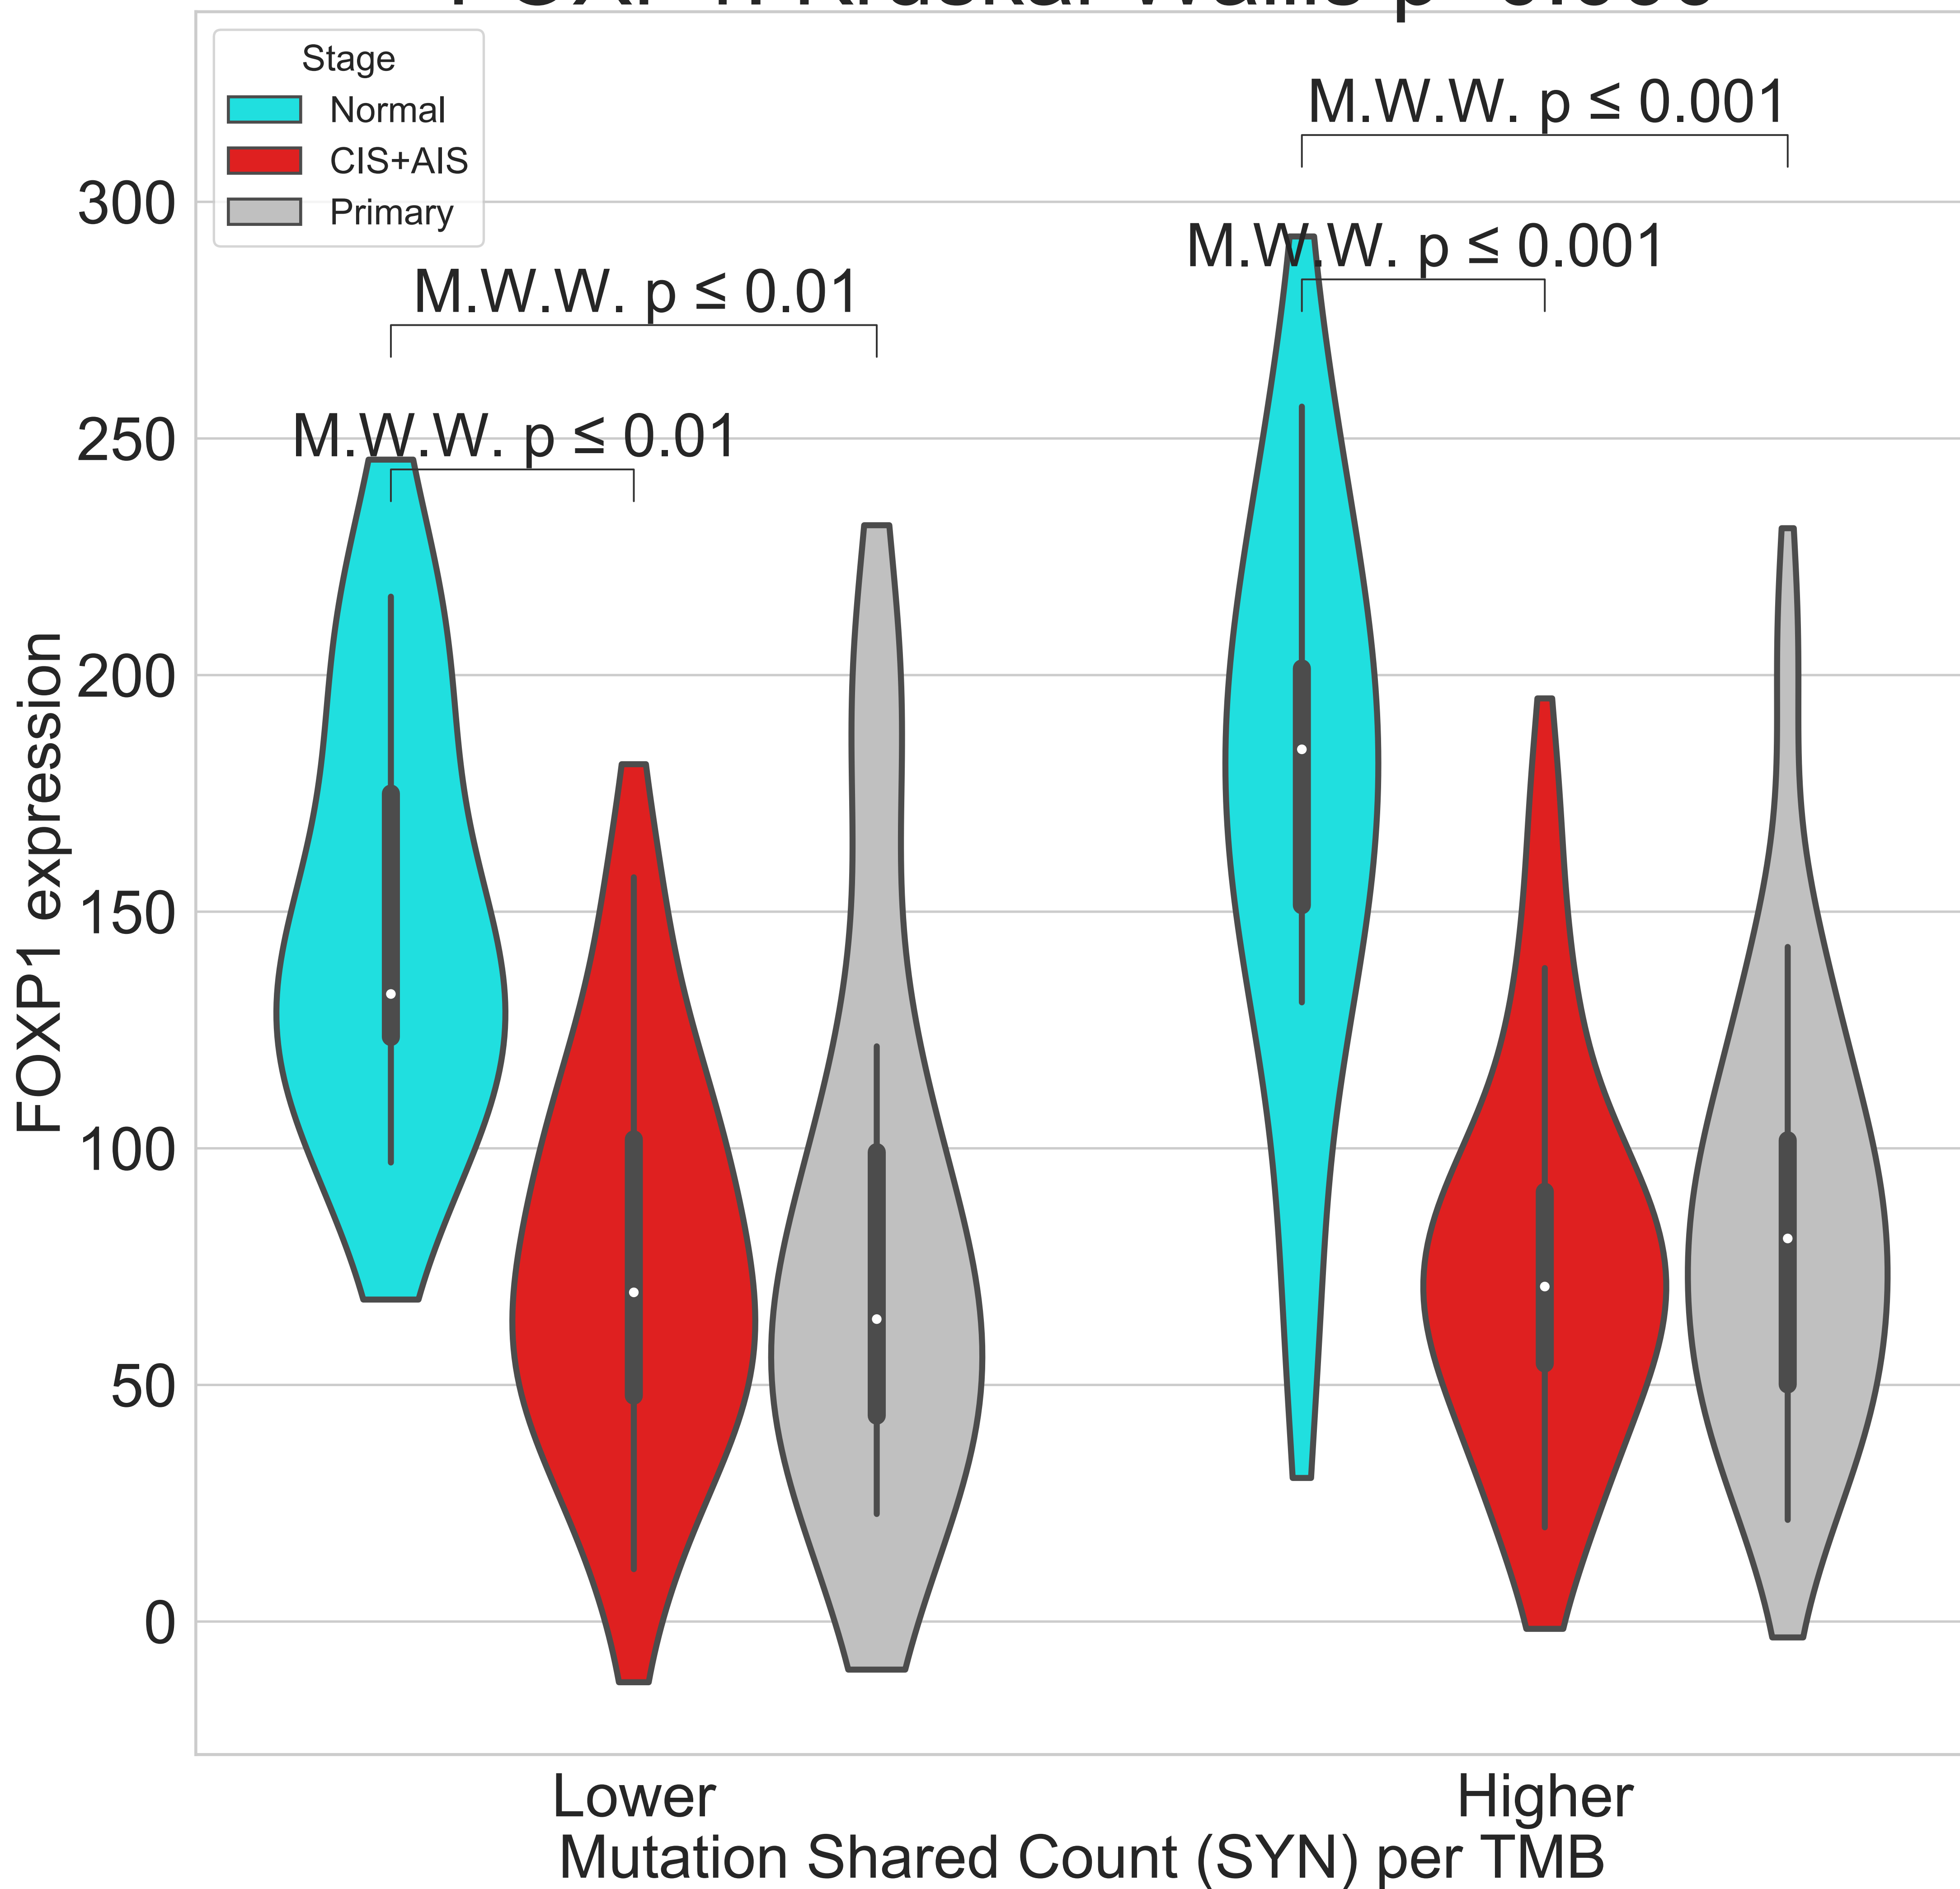 Stage
Normal
CIS+AIS
Primary
M.W.W. p ≤ 0.001
M.W.W. p ≤ 0.001
M.W.W. p ≤ 0.01
M.W.W. p ≤ 0.01
300
250
200
150
100
50
0
FOXP1 expression
Lower
Higher
Mutation Shared Count (SYN) per TMB